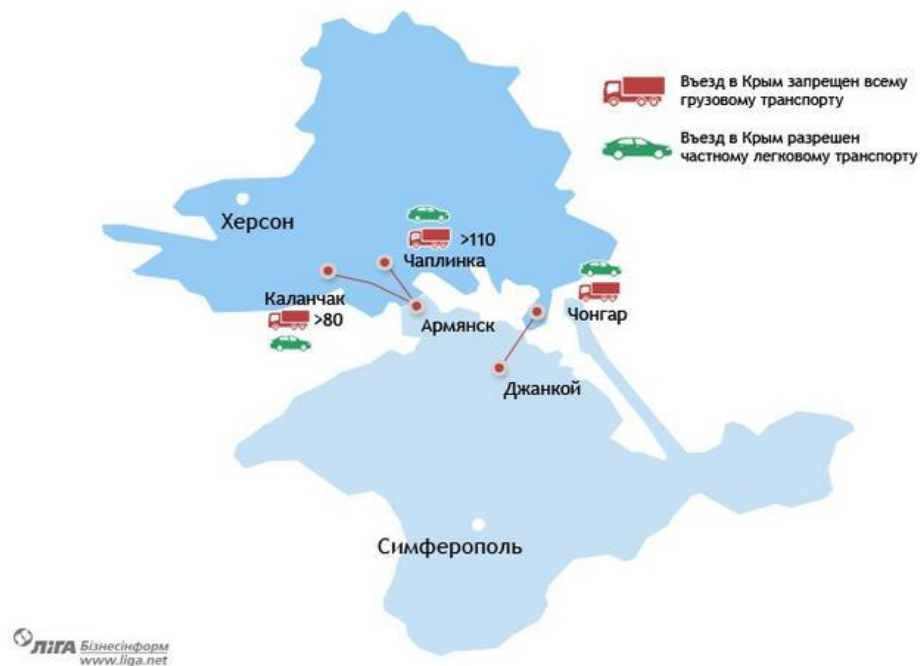 Въезд в Крым запрещен всему
грузовому транспорту
Въезд в Крым разрешен
частному легковому транспорту
Херсон
>110
Чаплинка
Каланчак
>80
Армянск
Чонгар
Джанкой
Симферополь
ЛІГА Бізнесінформ
www.liga.net